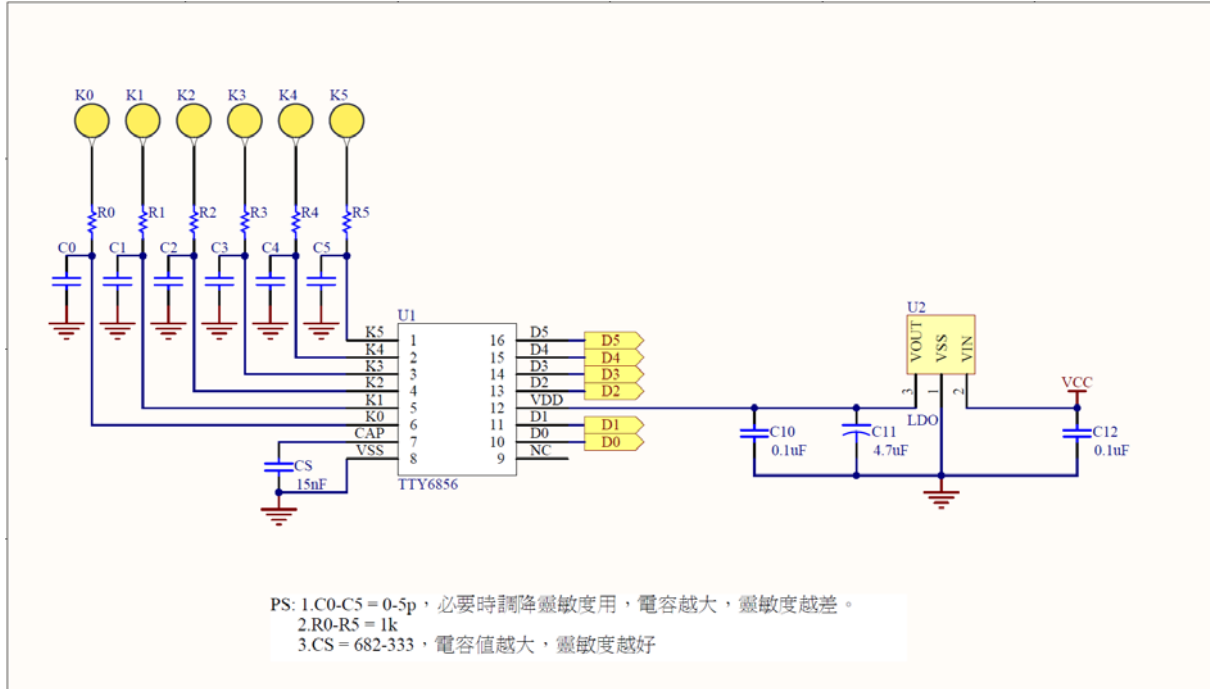 K0 K1 K2 K3 K4 K5
R0 R1 R2 R3 R4 R5
C0 C1 C2 C3 C4 C5
U1
K5 1 16 D5 D5
K4 2 15 D4 D4
K3 3 14 D3 D3
K2 4 13 D2 D2
K1 5 12 VDD
K0 6 11 D1 D1
CAP 7 10 D0 D0
VSS 8 9 NC
TTY6856
CS
15nF
U2
VOUT VSS VIN
3 1 2
LDO
VCC
C10
0.1uF
C11
4.7uF
C12
0.1uF
PS: 1.C0-C5 = 0-5p，必要時調降靈敏度用，電容越大，靈敏度越差。
2.R0-R5 = 1k
3.CS = 682-333，電容值越大，靈敏度越好